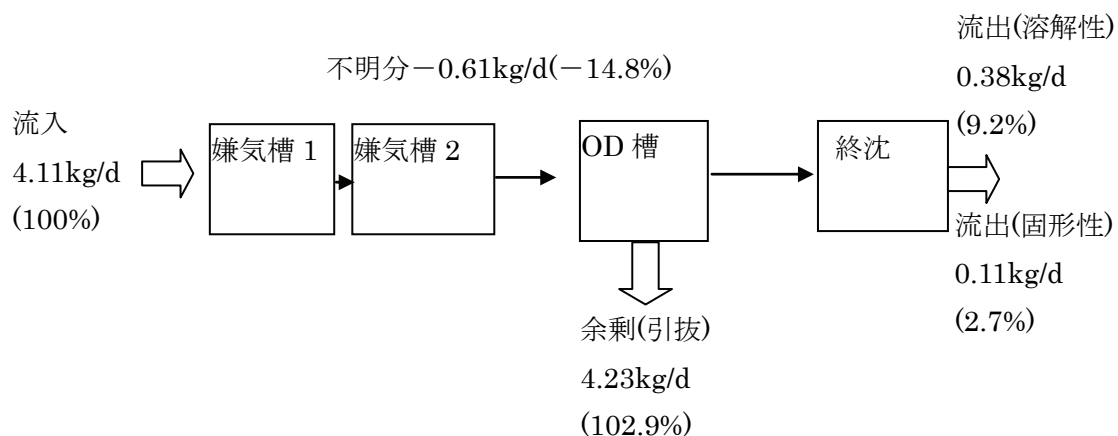 流出(溶解性)
0.38kg/d
(9.2%)
不明分－0.61kg/d(－14.8%)
流入
4.11kg/d
(100%)
嫌気槽 1
嫌気槽 2
OD 槽
終沈
流出(固形性)
0.11kg/d
(2.7%)
余剰(引抜)
4.23kg/d
(102.9%)